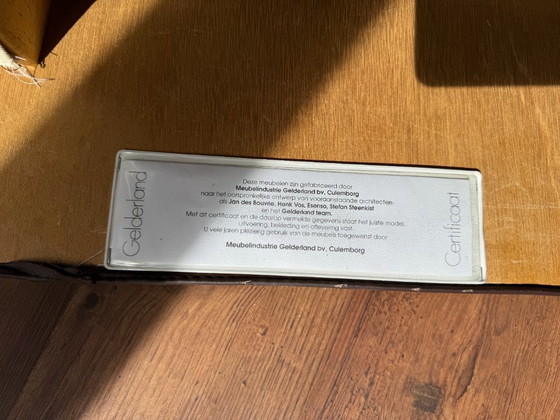 Gelderland
Deze meubelen zijn gefabriceerd door
Meubelindustrie Gelderland bv, Culemborg
naar het oorspronkelijke ontwerp van vooraanstaande architecten
als Jan des Bouvrie, Henk Vos, Esenso, Stefan Steenkist
en het Gelderland team.
Met dit certificaat en de daarop vermelde gegevens staat het juiste model,
uitvoering, bekleding en aflevering vast.
U vele jaren plezierig gebruik van de meubels toegewenst door
Meubelindustrie Gelderland bv, Culemborg
Certificaat